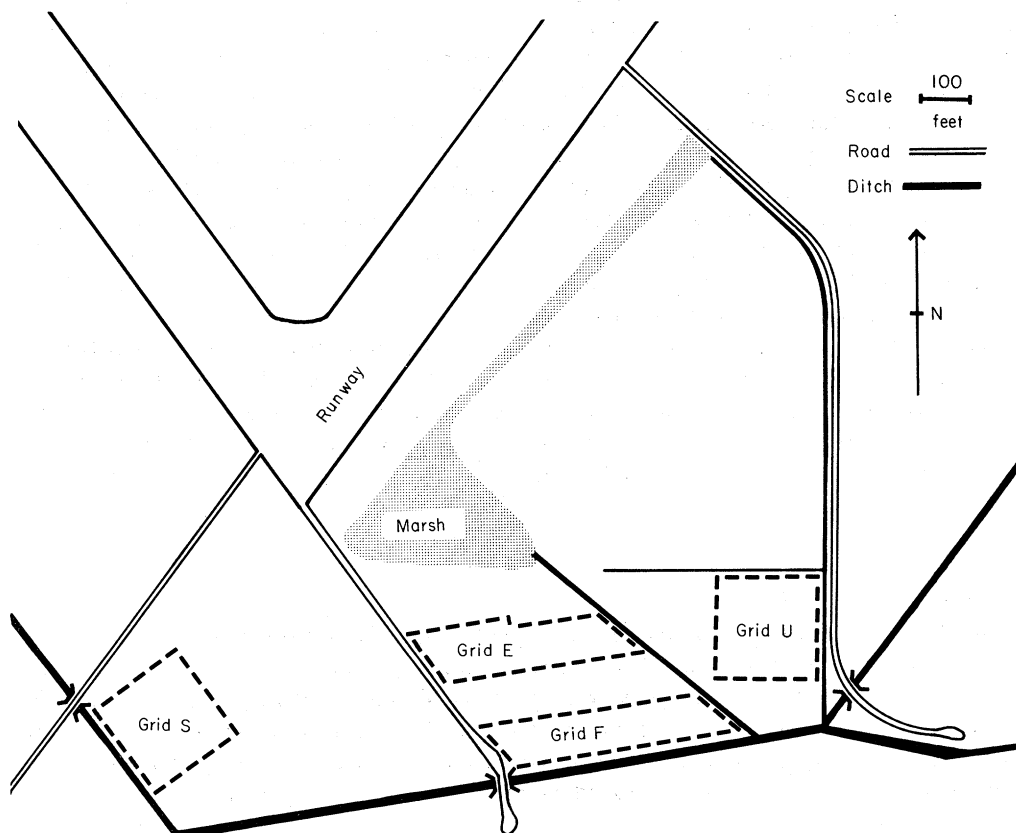 100
Scale
feet
Road
Ditch
N
Runway
Marsh
Grid U
Grid E
Grid S
Grid F